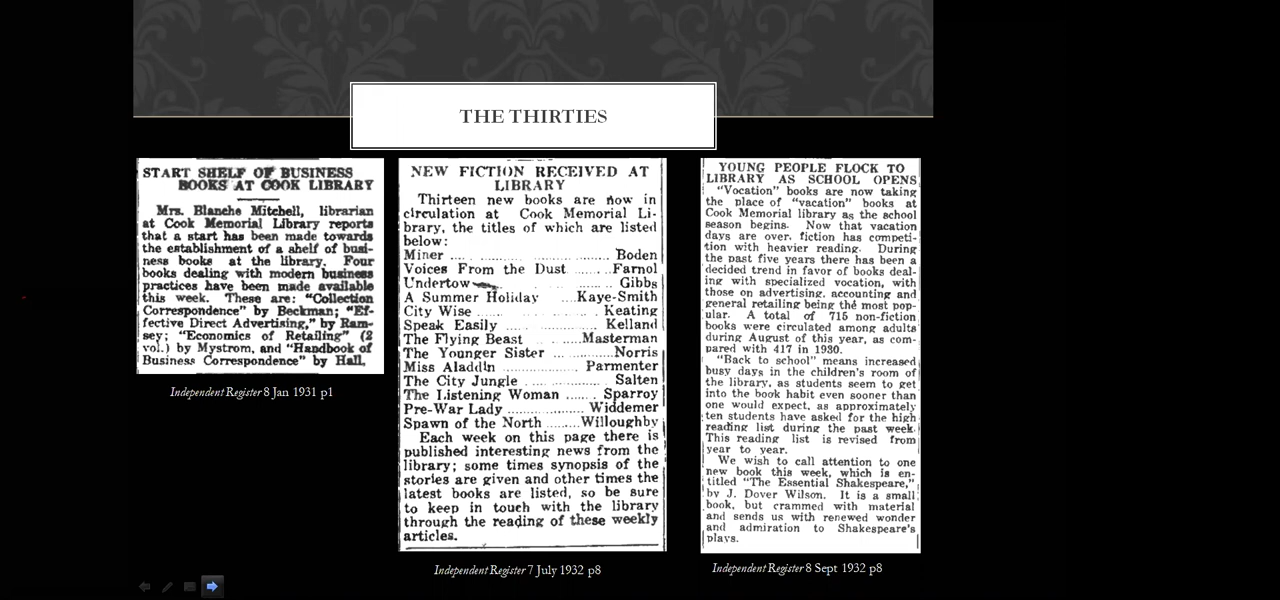 THE THIRTIES
START SHELF OF BUSINESS
BOOKS AT COOK LIBRARY
Mrs. Blanche Mitchell, librarian
at Cook Memorial Library reports
that a start has been made towards
the establishment of a shelf of busi-
ness books at the library. Four
books dealing with modern business
practices have been made available
this week. These are: "Collection
Correspondence" by Beckman; "Ef-
fective Direct Advertising," by Ram-
sey; "Economics of Retailing" (2
vol.) by Mystrom, and "Handbook of
Business Correspondence" by Hall.
Independent Register 8 Jan 1931 p1
NEW FICTION RECEIVED AT
LIBRARY
Thirteen new books are now in
circulation at Cook Memorial Li-
brary, the titles of which are listed
below:
Miner .... ........................ Boden
Voices From the Dust ........Farnol
Undertow ............ Gibbs
A Summer Holiday ....Kaye-Smith
City Wise .................. Keating
Speak Easily .................. Kelland
The Flying Beast ........Masterman
The Younger Sister ............Norris
Miss Aladdin ................ Parmenter
The City Jungle .................. Salten
The Listening Woman ...... Sparroy
Pre-War Lady .................. Widdemer
Spawn of the North ........Willoughby
Each week on this page there is
published interesting news from the
library; some times synopsis of the
stories are given and other times the
latest books are listed, so be sure
to keep in touch with the library
through the reading of these weekly
articles.
Independent Register 7 July 1932 p8
YOUNG PEOPLE FLOCK TO
LIBRARY AS SCHOOL OPENS
"Vocation" books are now taking
the place of "vacation" books at
Cook Memorial library as the school
season begins. Now that vacation
days are over, fiction has competi-
tion with heavier reading. During
the past five years there has been a
decided trend in favor of books deal-
ing with specialized vocation, with
those on advertising, accounting and
general retailing being the most pop-
ular. A total of 715 non-fiction
books were circulated among adults
during August of this year, as com-
pared with 417 in 1930.
"Back to school" means increased
busy days in the children's room of
the library, as students seem to get
into the book habit even sooner than
one would expect, as approximately
ten students have asked for the high
reading list during the past week.
This reading list is revised from
year to year.
We wish to call attention to one
new book this week, which is en-
titled "The Essential Shakespeare,"
by J. Dover Wilson. It is a small
book, but crammed with material
and sends us with renewed wonder
and admiration to Shakespeare's
plays.
Independent Register 8 Sept 1932 p8